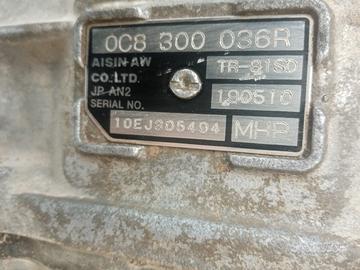 0C8 300 036R
AISIN AW TR-81SD
CO.,LTD.
JP AN2 190510
SERIAL NO.
10EJ305494 MHP